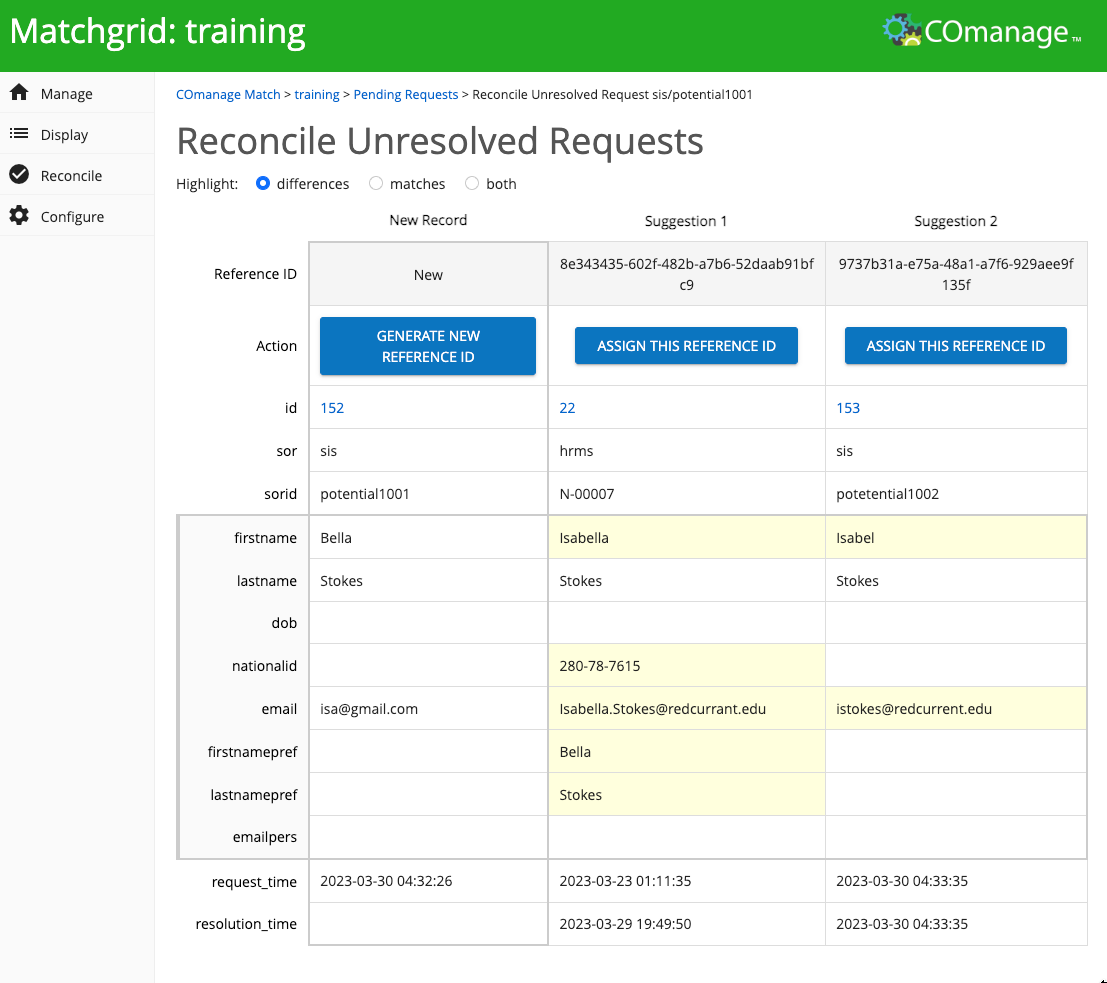 Matchgrid: training
COmanage™
Manage
Display
Reconcile
Configure
COmanage Match > training > Pending Requests > Reconcile Unresolved Request sis/potential1001
Reconcile Unresolved Requests
Highlight: differences matches both
New Record Suggestion 1 Suggestion 2
Reference ID New 8e343435-602f-482b-a7b6-52daab91bf
c9 9737b31a-e75a-48a1-a7f6-929aee9f
135f
Action GENERATE NEW
REFERENCE ID ASSIGN THIS REFERENCE ID ASSIGN THIS REFERENCE ID
id 152 22 153
sor sis hrms sis
sorid potential1001 N-00007 potetential1002
firstname Bella Isabella Isabel
lastname Stokes Stokes Stokes
dob
nationalid 280-78-7615
email isa@gmail.com Isabella.Stokes@redcurrant.edu istokes@redcurrent.edu
firstnamepref Bella
lastnamepref Stokes
emailpers
request_time 2023-03-30 04:32:26 2023-03-23 01:11:35 2023-03-30 04:33:35
resolution_time 2023-03-29 19:49:50 2023-03-30 04:33:35